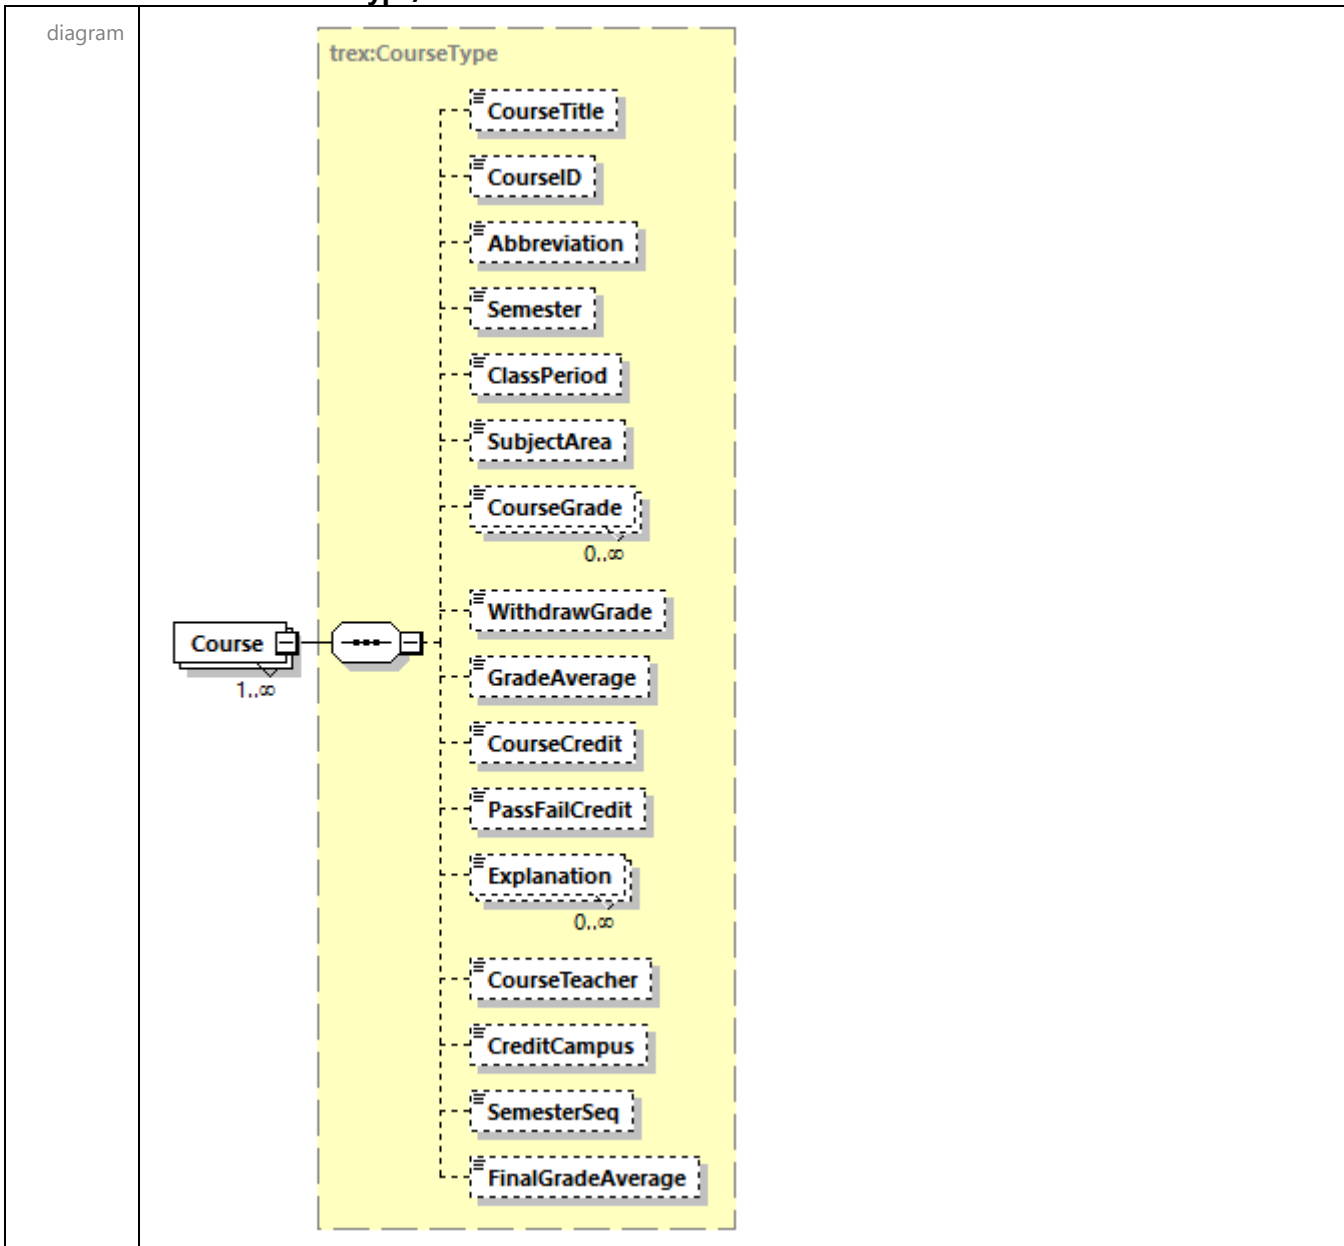 diagram
trex:CourseType
CourseTitle
CourseID
Abbreviation
Semester
ClassPeriod
SubjectArea
CourseGrade
0..∞
WithdrawGrade
Course
1..∞
GradeAverage
CourseCredit
PassFailCredit
Explanation
0..∞
CourseTeacher
CreditCampus
SemesterSeq
FinalGradeAverage